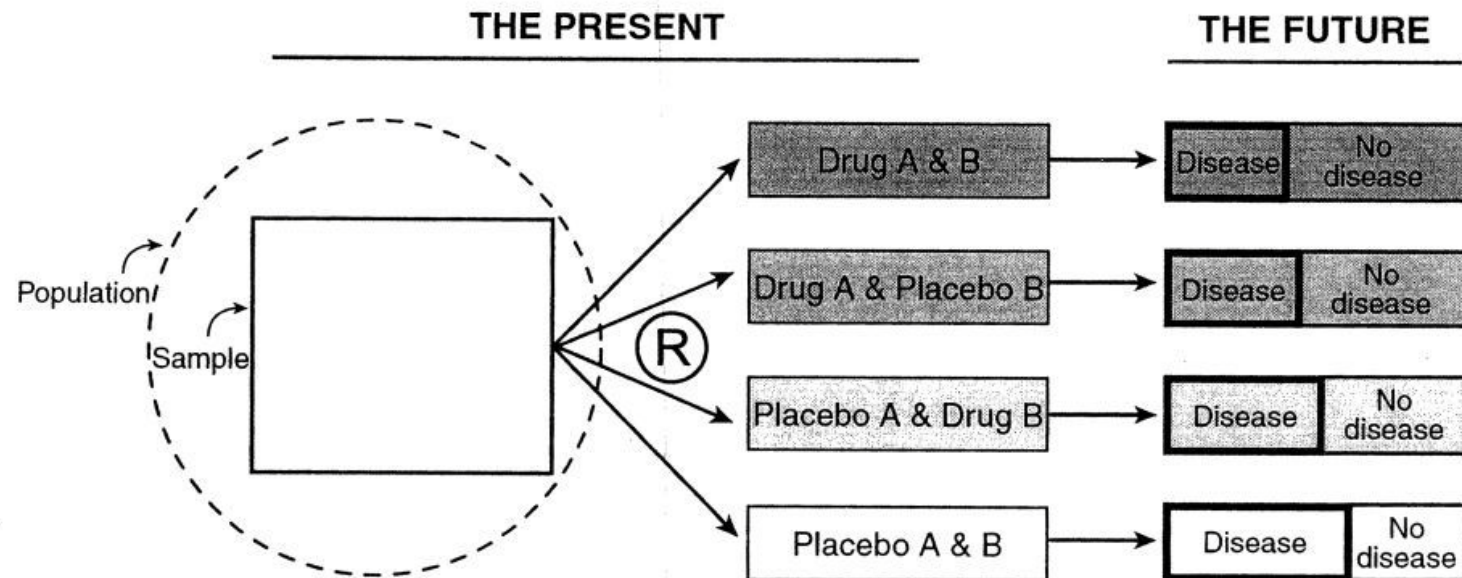 THE PRESENT
THE FUTURE
Population
Sample
R
Drug A & B
Disease
No
disease
Drug A & Placebo B
Disease
No
disease
Placebo A & Drug B
Disease
No
disease
Placebo A & B
Disease
No
disease